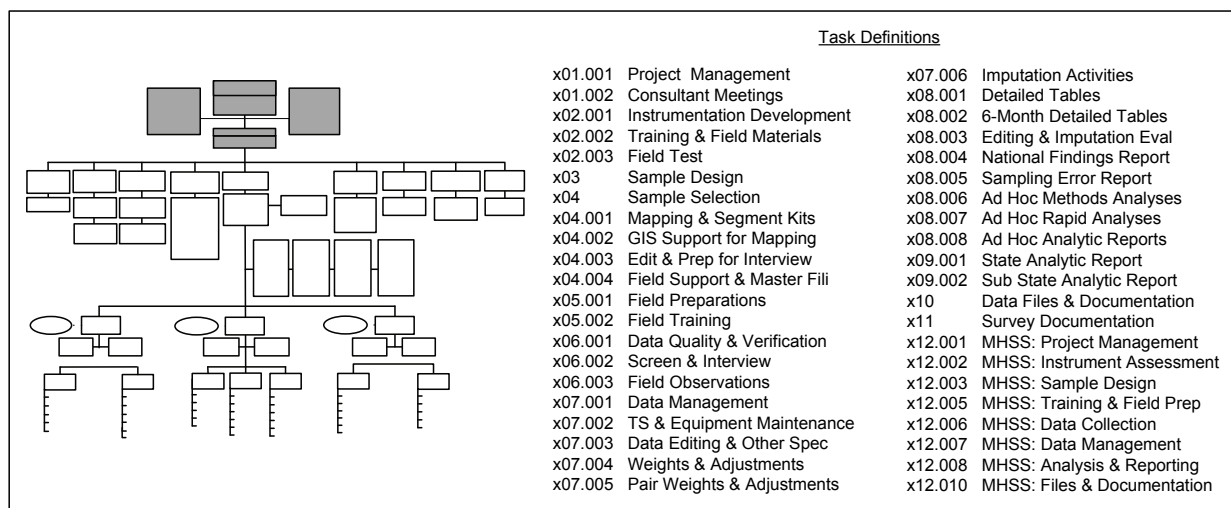 Task Definitions
x01.001 Project Management
x01.002 Consultant Meetings
x02.001 Instrumentation Development
x02.002 Training & Field Materials
x02.003 Field Test
x03 Sample Design
x04 Sample Selection
x04.001 Mapping & Segment Kits
x04.002 GIS Support for Mapping
x04.003 Edit & Prep for Interview
x04.004 Field Support & Master Fili
x05.001 Field Preparations
x05.002 Field Training
x06.001 Data Quality & Verification
x06.002 Screen & Interview
x06.003 Field Observations
x07.001 Data Management
x07.002 TS & Equipment Maintenance
x07.003 Data Editing & Other Spec
x07.004 Weights & Adjustments
x07.005 Pair Weights & Adjustments
x07.006 Imputation Activities
x08.001 Detailed Tables
x08.002 6-Month Detailed Tables
x08.003 Editing & Imputation Eval
x08.004 National Findings Report
x08.005 Sampling Error Report
x08.006 Ad Hoc Methods Analyses
x08.007 Ad Hoc Rapid Analyses
x08.008 Ad Hoc Analytic Reports
x09.001 State Analytic Report
x09.002 Sub State Analytic Report
x10 Data Files & Documentation
x11 Survey Documentation
x12.001 MHSS: Project Management
x12.002 MHSS: Instrument Assessment
x12.003 MHSS: Sample Design
x12.005 MHSS: Training & Field Prep
x12.006 MHSS: Data Collection
x12.007 MHSS: Data Management
x12.008 MHSS: Analysis & Reporting
x12.010 MHSS: Files & Documentation